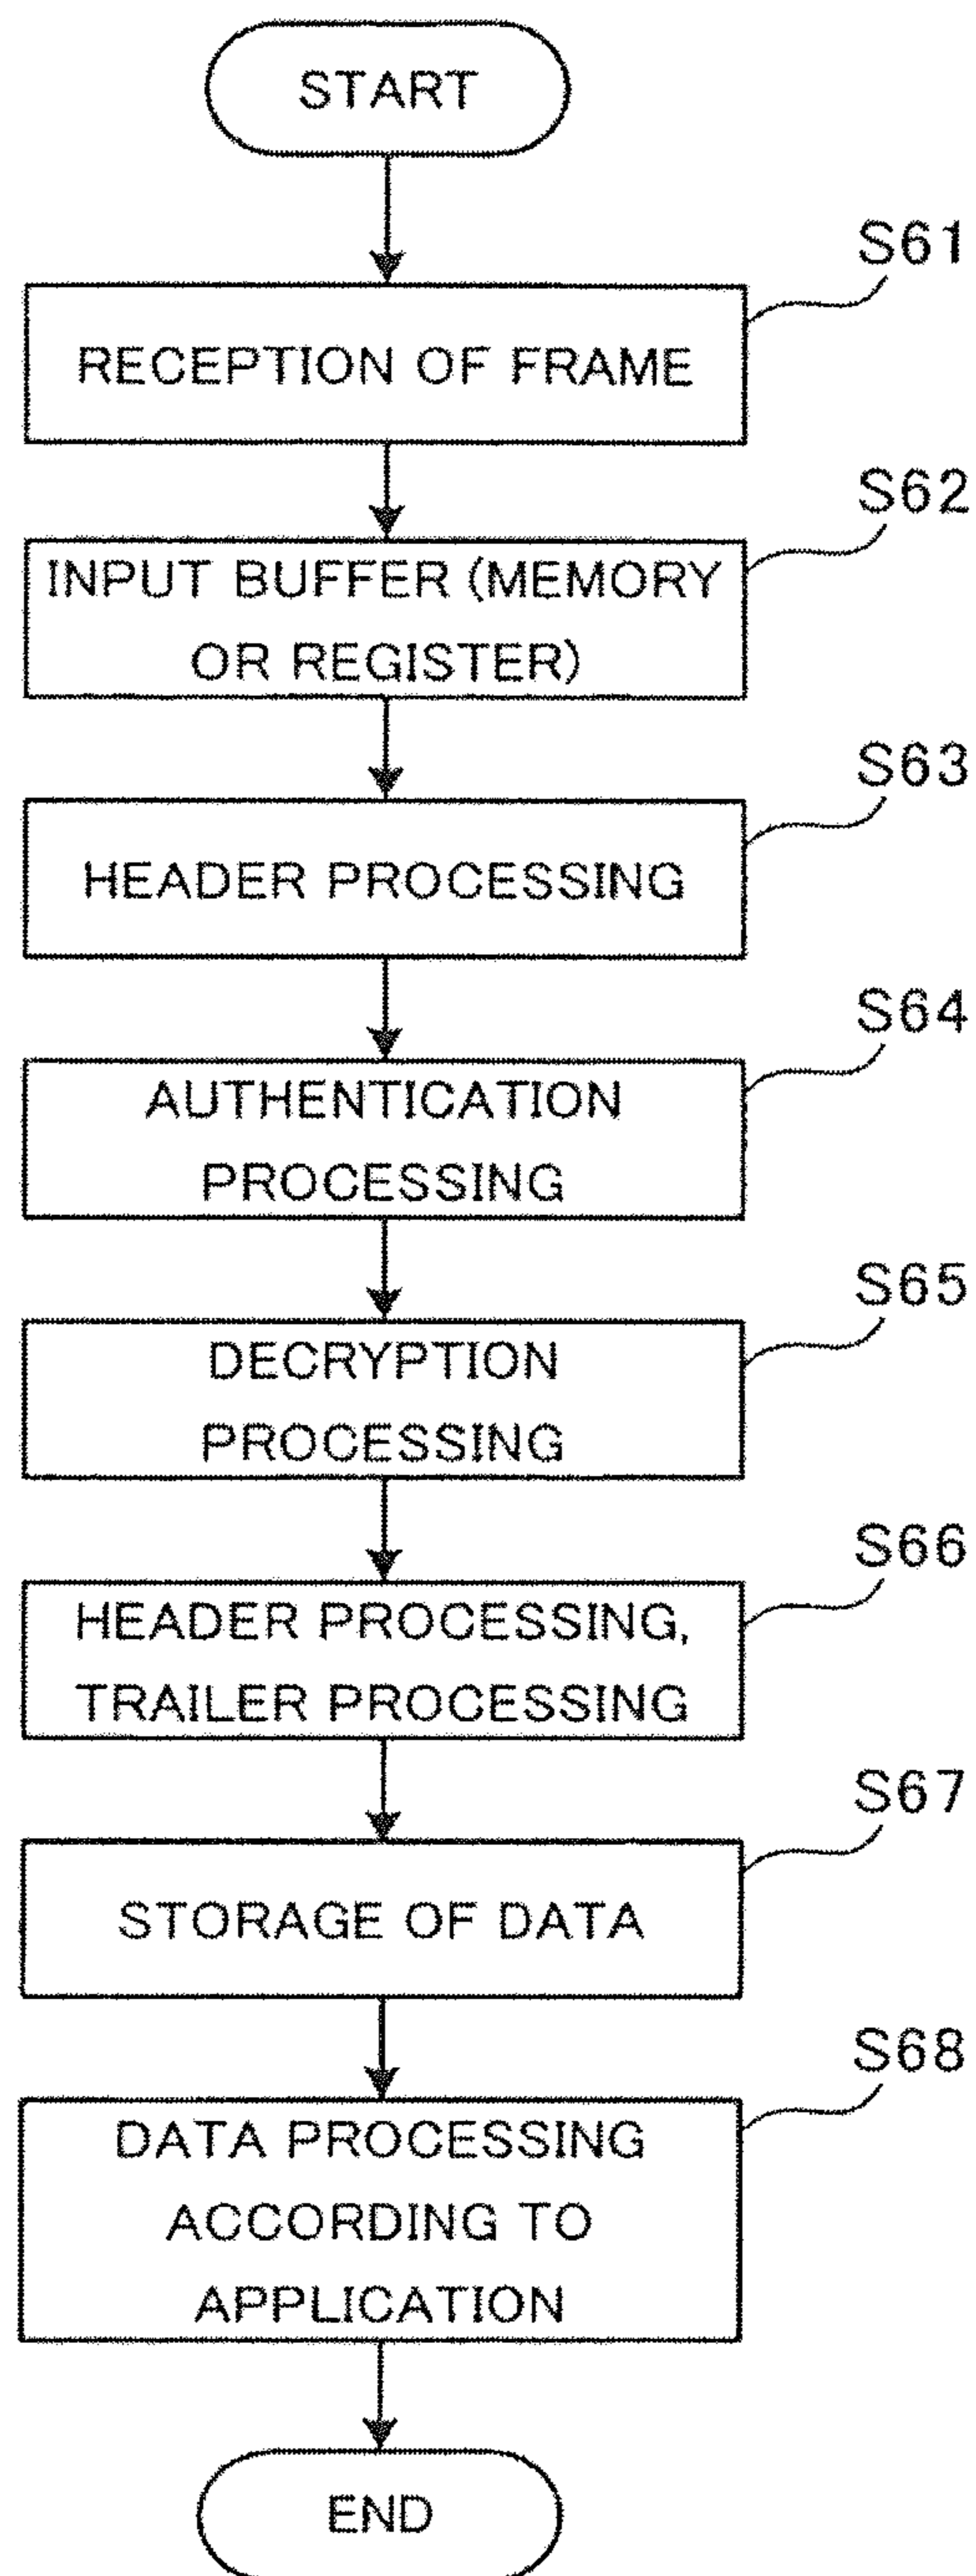 START
S61
RECEPTION OF FRAME
S62
INPUT BUFFER (MEMORY
OR REGISTER)
S63
HEADER PROCESSING
S64
AUTHENTICATION
PROCESSING
S65
DECRYPTION
PROCESSING
S66
HEADER PROCESSING,
TRAILER PROCESSING
S67
STORAGE OF DATA
S68
DATA PROCESSING
ACCORDING TO
APPLICATION
END